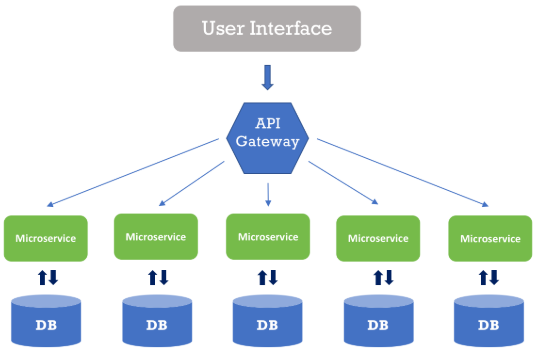 User Interface
API
Gateway
Microservice
Microservice
Microservice
Microservice
Microservice
DB
DB
DB
DB
DB